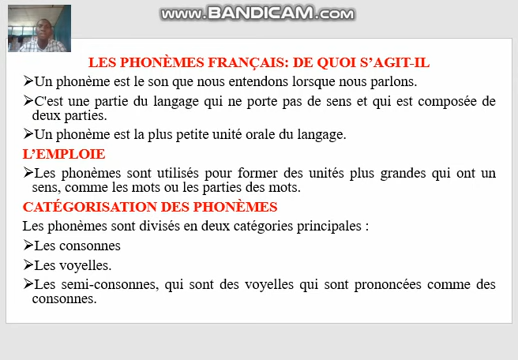 www.BANDICAM.com
LES PHONÈMES FRANÇAIS: DE QUOI S’AGIT-IL
➢Un phonème est le son que nous entendons lorsque nous parlons.
➢C'est une partie du langage qui ne porte pas de sens et qui est composée de
deux parties.
➢Un phonème est la plus petite unité orale du langage.
L’EMPLOIE
➢Les phonèmes sont utilisés pour former des unités plus grandes qui ont un
sens, comme les mots ou les parties des mots.
CATÉGORISATION DES PHONÈMES
Les phonèmes sont divisés en deux catégories principales :
➢Les consonnes
➢Les voyelles.
➢Les semi-consonnes, qui sont des voyelles qui sont prononcées comme des
consonnes.